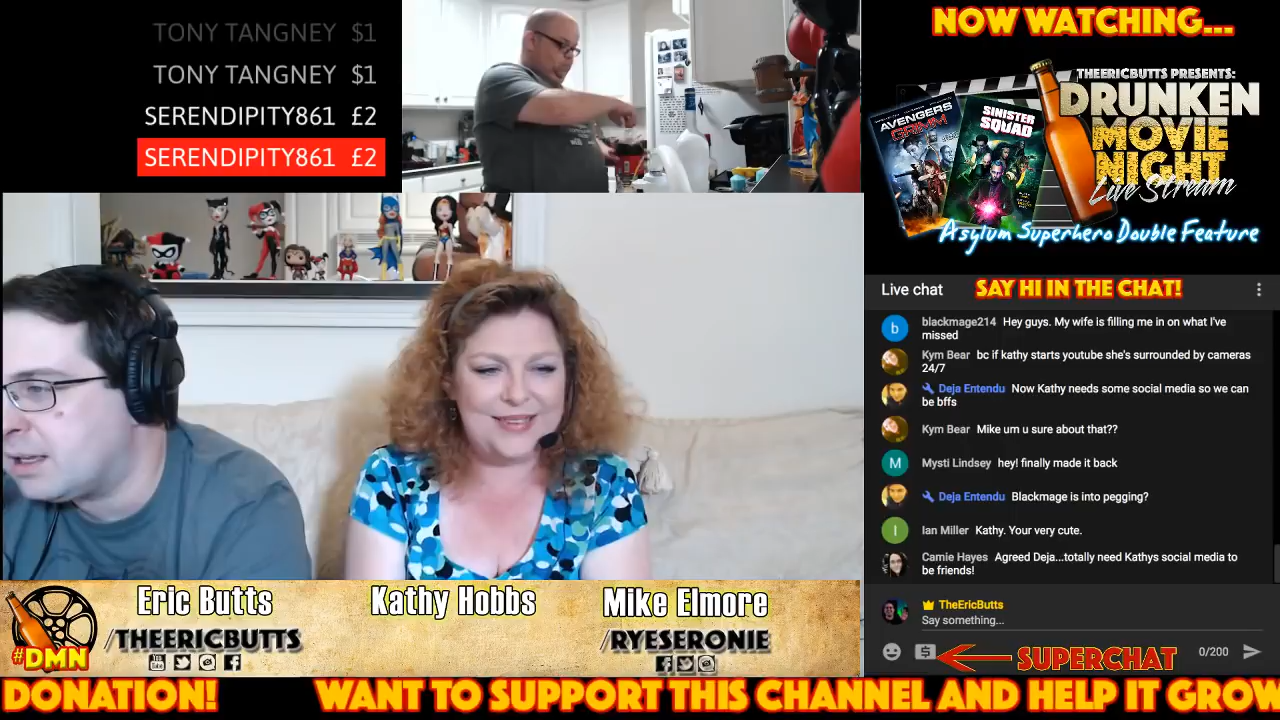 TONY TANGNEY $1
TONY TANGNEY $1
SERENDIPITY861 £2
SERENDIPITY861 £2
NOW WATCHING...
THEERICBUTTS PRESENTS:
DRUNKEN
MOVIE
NIGHT
Live Stream
AVENGERS
GRIMM
SINISTER
SQUAD
Asylum Superhero Double Feature
Live chat
SAY HI IN THE CHAT!
b
blackmage214 Hey guys. My wife is filling me in on what I've
missed
Kym Bear bc if kathy starts youtube she's surrounded by cameras
24/7
Deja Entendu Now Kathy needs some social media so we can
be bffs
Kym Bear Mike um u sure about that??
M
Mysti Lindsey hey! finally made it back
Deja Entendu Blackmage is into pegging?
I
Ian Miller Kathy. Your very cute.
Camie Hayes Agreed Deja...totally need Kathys social media to
be friends!
TheEricButts
Say something...
SUPERCHAT
0/200
#DMN
Eric Butts
/THEERICBUTTS
Kathy Hobbs
Mike Elmore
/RYESERONIE
DONATION! WANT TO SUPPORT THIS CHANNEL AND HELP IT GROW